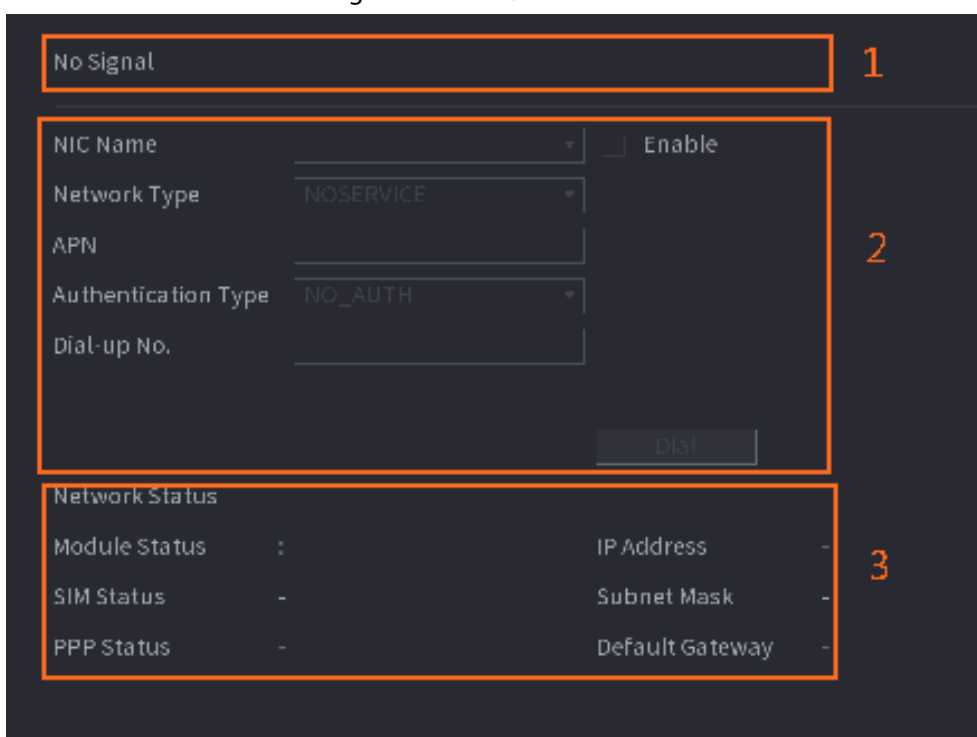 No Signal
1
NIC Name Enable
Network Type NOSERVICE
APN
2
Authentication Type NO_AUTH
Dial-up No.
Dial
Network Status
Module Status : IP Address -
3
SIM Status - Subnet Mask -
PPP Status - Default Gateway -